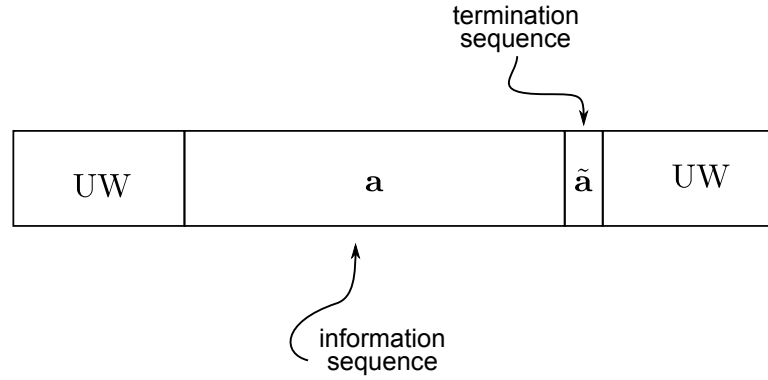 termination
sequence
UW
a
ã
UW
information
sequence